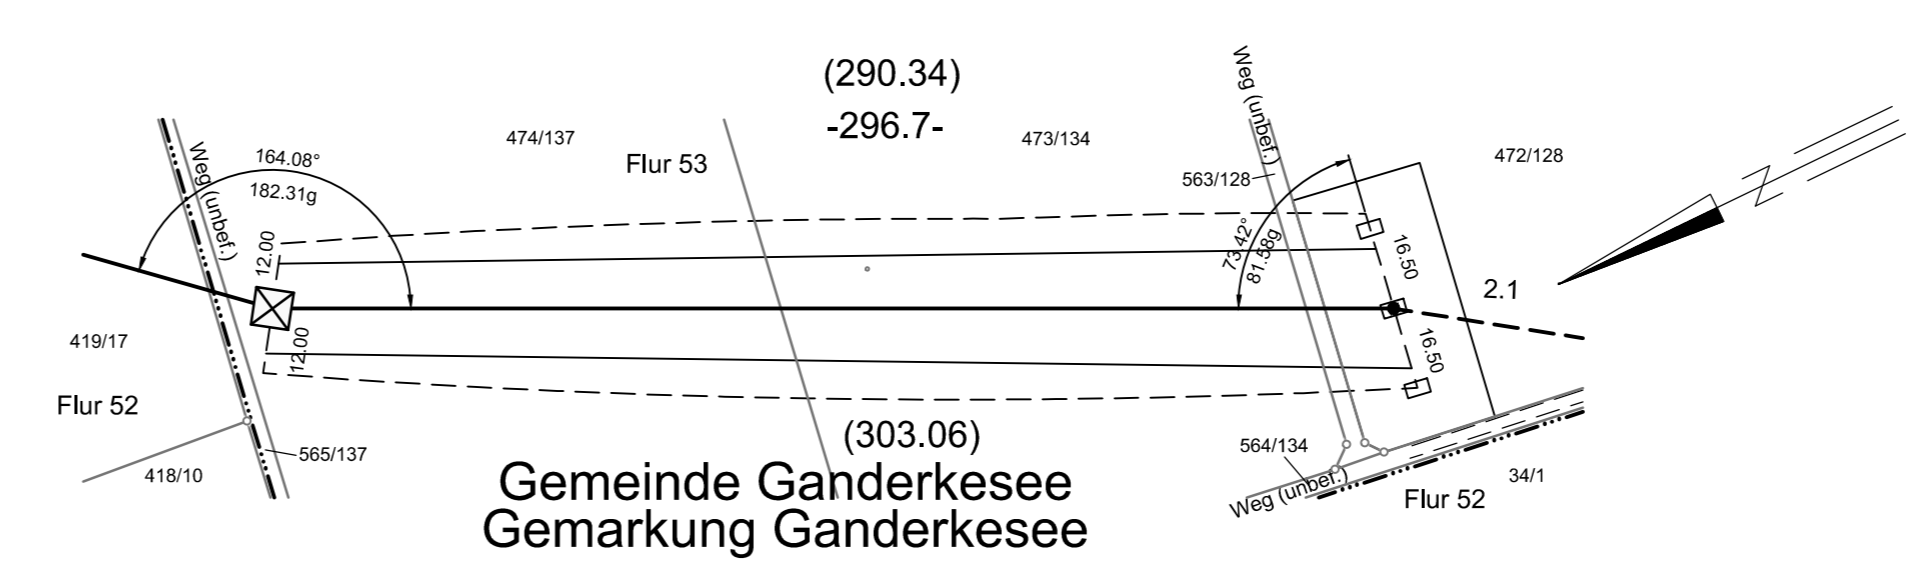 (290.34)
-296.7-
Weg (unbef.)
474/137
473/134
472/128
Flur 53
Weg (unbef.)
164.08°
182.31g
563/128
12.00
73.42°
81.58g
16.50
2.1
N
12.00
16.50
419/17
Flur 52
(303.06)
565/137
564/134
418/10
34/1
Weg (unbef.)
Flur 52
Gemeinde Ganderkesee
Gemarkung Ganderkesee